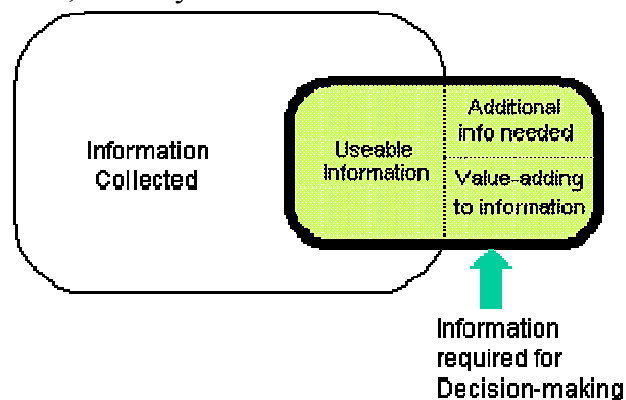 Information
Collected
Useable
Information
Additional
info needed
Value-adding
to information
Information
required for
Decision-making